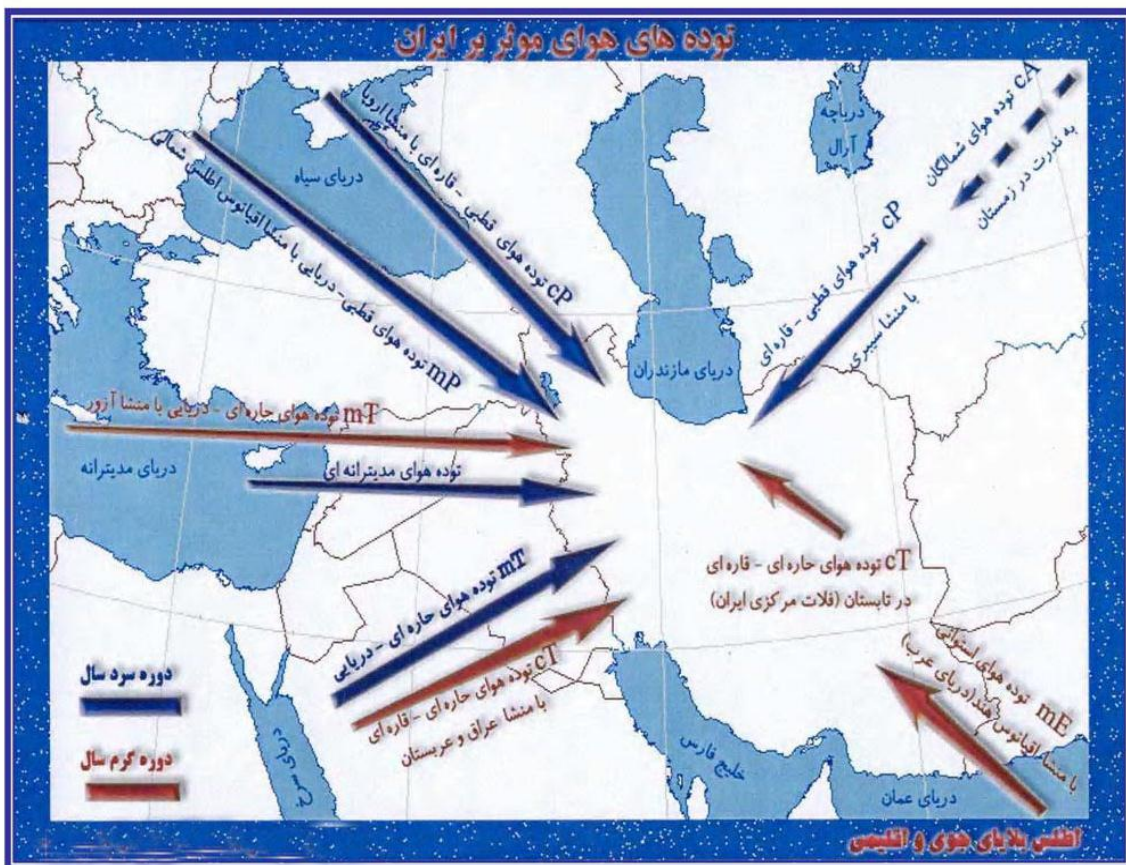 توده های هوای موثر بر ایران
دریاچه
آرال
cA توده هوای شمالگان
به ندرت در زمستان
cP توده هوای قطبی - قاره ای
با منشا سیبری
دریای سیاه
cP توده هوای قطبی - قاره ای با منشا اروپا
mP توده هوای قطبی - دریایی با منشا اقیانوس اطلس شمالی
دریای مازندران
mT توده هوای حاره ای - دریایی با منشا آزور
دریای مدیترانه
توده هوای مدیترانه ای
cT توده هوای حاره ای - قاره ای
در تابستان (فلات مرکزی ایران)
mT توده هوای حاره ای - دریایی
cT توده هوای حاره ای - قاره ای
با منشا عراق و عربستان
mE توده هوای استوائی
با منشا اقیانوس هند(دریای عرب)
دوره سرد سال
دوره گرم سال
دریای سرخ
خلیج فارس
دریای عمان
اطلس بلایای جوی و اقلیمی